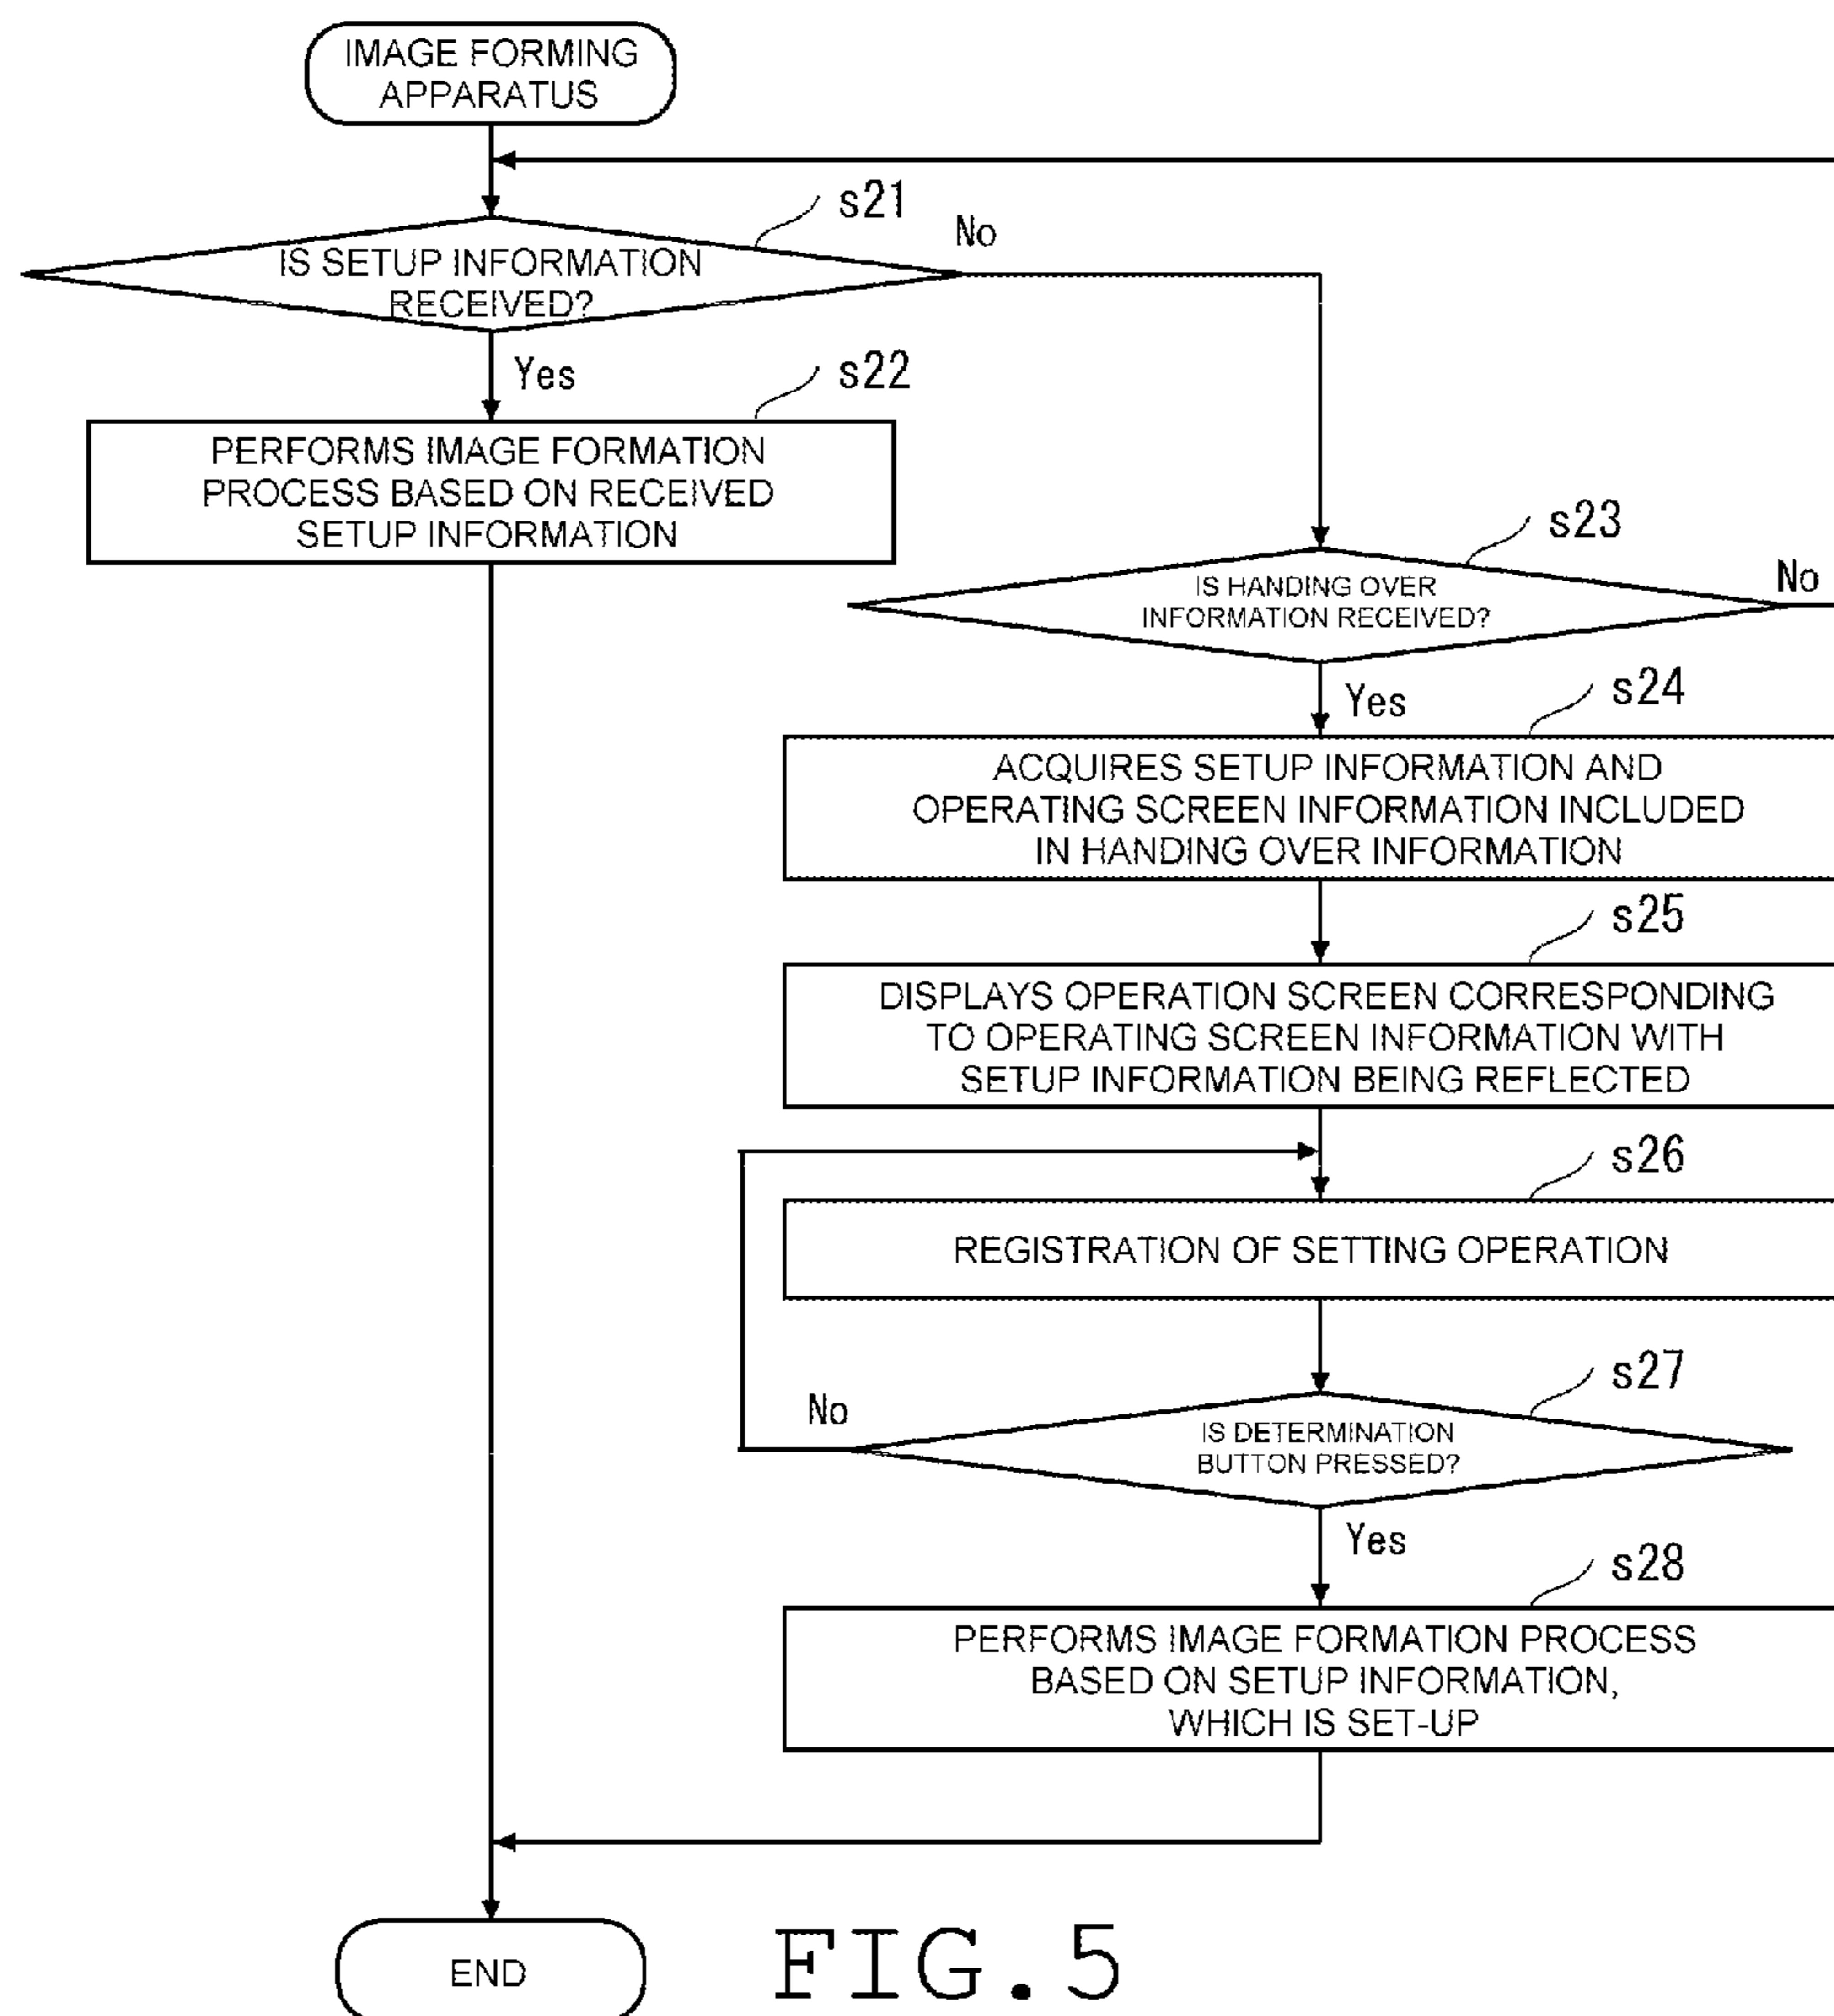 IMAGE FORMING
APPARATUS
s21
No
IS SETUP INFORMATION
RECEIVED?
Yes
s22
PERFORMS IMAGE FORMATION
PROCESS BASED ON RECEIVED
SETUP INFORMATION
s23
No
IS HANDING OVER
INFORMATION RECEIVED?
Yes
s24
ACQUIRES SETUP INFORMATION AND
OPERATING SCREEN INFORMATION INCLUDED
IN HANDING OVER INFORMATION
s25
DISPLAYS OPERATION SCREEN CORRESPONDING
TO OPERATING SCREEN INFORMATION WITH
SETUP INFORMATION BEING REFLECTED
s26
REGISTRATION OF SETTING OPERATION
s27
No
IS DETERMINATION
BUTTON PRESSED?
Yes
s28
PERFORMS IMAGE FORMATION PROCESS
BASED ON SETUP INFORMATION,
WHICH IS SET-UP
END
FIG.5